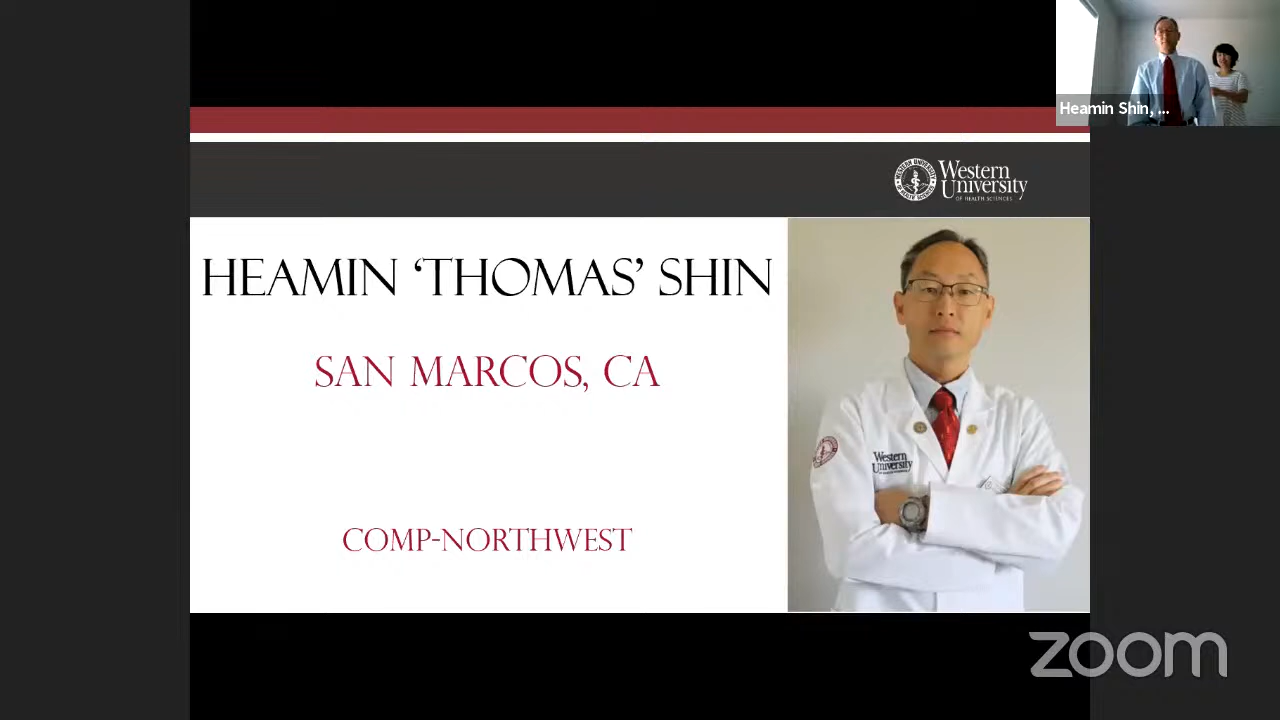 Heamin Shin, ...
Western
University
OF HEALTH SCIENCES
HEAMIN ‘THOMAS’ SHIN
SAN MARCOS, CA
COMP-NORTHWEST
Western
University
zoom